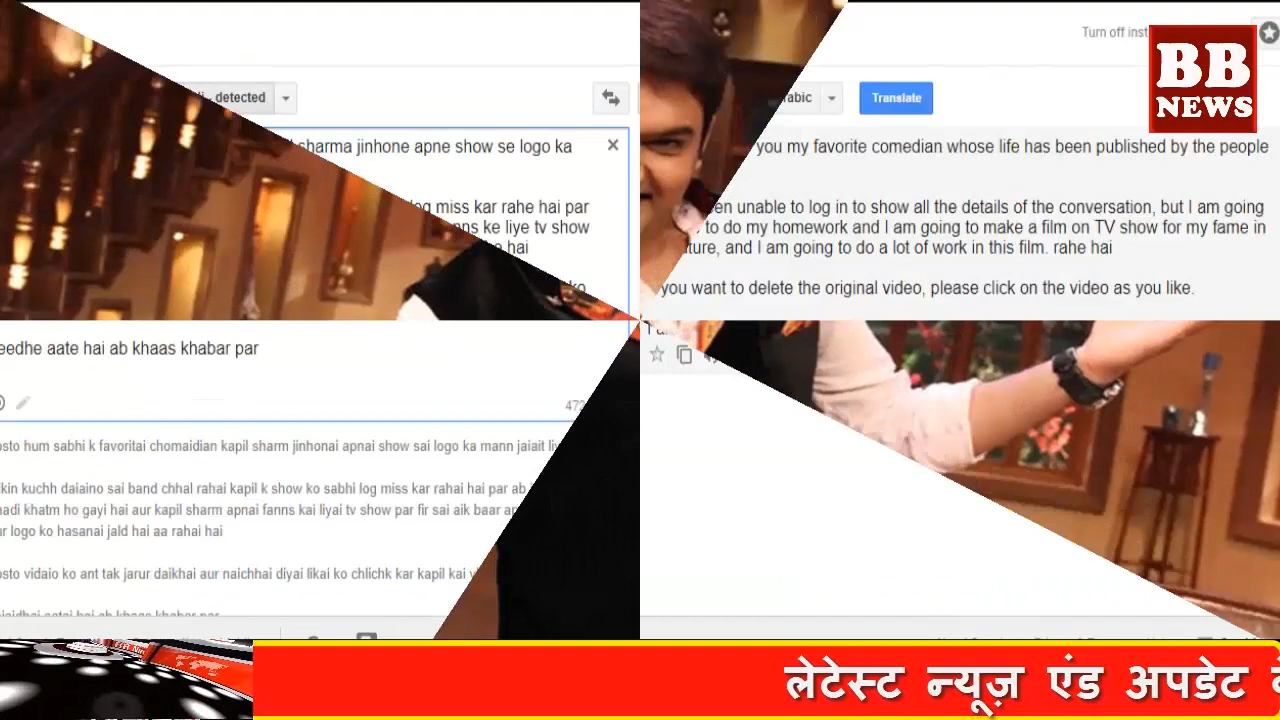 Turn off
BB
NEWS
detected
Translate
sharma jinhone apne show se logo ka
you my favorite comedian whose life has been published by the people
log miss kar rahe hai par
ke liye tv show
hai
unable to log in to show all the details of the conversation, but I am going
to do my homework and I am going to make a film on TV show for my fame in
and I am going to do a lot of work in this film. rahe hai
you want to delete the original video, please click on the video as you like.
aate hai ab khaas khabar par
472
hum sabhi k favoritai chomaidian kapil sharm jinhonai apnai show sai logo ka mann jaiait
kuchh daiaino sai band chhal rahai kapil k show ko sabhi log miss kar rahai hai par ab
khatm ho gayi hai aur kapil sharm apnai fanns kai liyai tv show par fir sai aik baar
logo ko hasanai jald hai aa rahai hai
vidaio ko ant tak jarur daikhai aur naichhai diyai likai ko chlichk kar kapil kai
aatai hai ab khaas khabar par
लेटेस्ट न्यूज़ एंड अपडेट